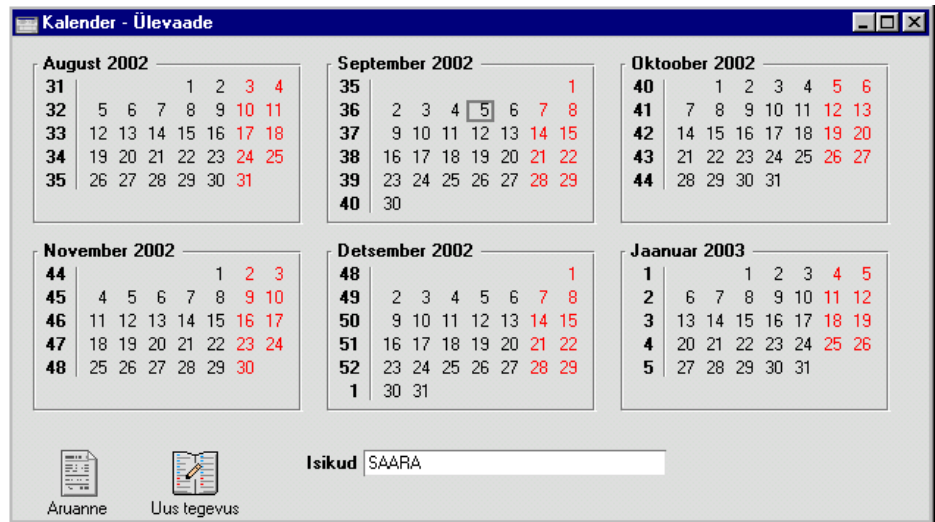 Kalender - Ülevaade
August 2002
31 1 2 3 4
32 5 6 7 8 9 10 11
33 12 13 14 15 16 17 18
34 19 20 21 22 23 24 25
35 26 27 28 29 30 31
September 2002
35 1
36 2 3 4 5 6 7 8
37 9 10 11 12 13 14 15
38 16 17 18 19 20 21 22
39 23 24 25 26 27 28 29
40 30
Oktoober 2002
40 1 2 3 4 5 6
41 7 8 9 10 11 12 13
42 14 15 16 17 18 19 20
43 21 22 23 24 25 26 27
44 28 29 30 31
November 2002
44 1 2 3
45 4 5 6 7 8 9 10
46 11 12 13 14 15 16 17
47 18 19 20 21 22 23 24
48 25 26 27 28 29 30
Detsember 2002
48 1
49 2 3 4 5 6 7 8
50 9 10 11 12 13 14 15
51 16 17 18 19 20 21 22
52 23 24 25 26 27 28 29
1 30 31
Jaanuar 2003
1 1 2 3 4 5
2 6 7 8 9 10 11 12
3 13 14 15 16 17 18 19
4 20 21 22 23 24 25 26
5 27 28 29 30 31
Isikud SAARA
Aruanne Uus tegevus